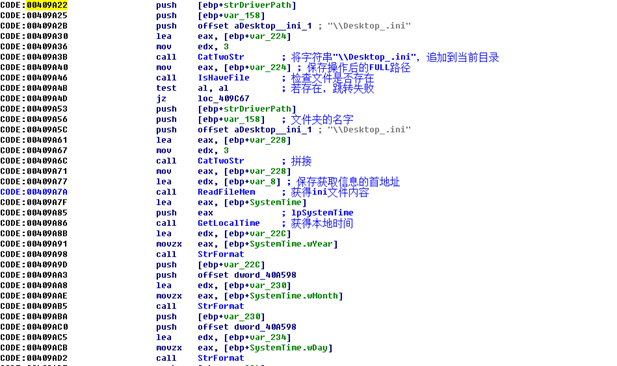 CODE:00409A22 push [ebp+strDriverPath]
CODE:00409A25 push [ebp+var_158]
CODE:00409A2B push offset aDesktop__ini_1 ; "\\Desktop_.ini"
CODE:00409A30 lea eax, [ebp+var_224]
CODE:00409A36 mov edx, 3
CODE:00409A3B call CatTwoStr ; 将字符串"\\Desktop_.ini", 追加到当前目录
CODE:00409A40 mov eax, [ebp+var_224] ; 保存操作后的FULL路径
CODE:00409A46 call IsHaveFile ; 检查文件是否存在
CODE:00409A4B test al, al ; 若存在，跳转失败
CODE:00409A4D jz loc_409C67
CODE:00409A53 push [ebp+strDriverPath]
CODE:00409A56 push [ebp+var_158] ; 文件夹的名字
CODE:00409A5C push offset aDesktop__ini_1 ; "\\Desktop_.ini"
CODE:00409A61 lea eax, [ebp+var_228]
CODE:00409A67 mov edx, 3
CODE:00409A6C call CatTwoStr ; 拼接
CODE:00409A71 mov eax, [ebp+var_228]
CODE:00409A77 lea edx, [ebp+var_8] ; 保存获取信息的首地址
CODE:00409A7A call ReadFileMem ; 获得ini文件内容
CODE:00409A7F lea eax, [ebp+SystemTime]
CODE:00409A85 push eax ; lpSystemTime
CODE:00409A86 call GetLocalTime ; 获得本地时间
CODE:00409A8B lea edx, [ebp+var_22C]
CODE:00409A91 movzx eax, [ebp+SystemTime.wYear]
CODE:00409A98 call StrFormat
CODE:00409A9D push [ebp+var_22C]
CODE:00409AA3 push offset dword_40A598
CODE:00409AA8 lea edx, [ebp+var_230]
CODE:00409AAE movzx eax, [ebp+SystemTime.wMonth]
CODE:00409AB5 call StrFormat
CODE:00409ABA push [ebp+var_230]
CODE:00409AC0 push offset dword_40A598
CODE:00409AC5 lea edx, [ebp+var_234]
CODE:00409ACB movzx eax, [ebp+SystemTime.wDay]
CODE:00409AD2 call StrFormat